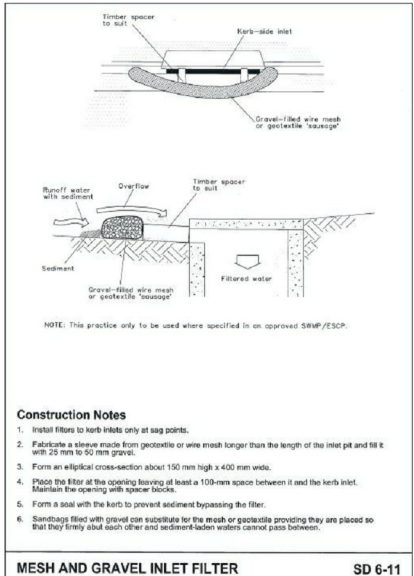 Timber spacer
to suit
Kerb-side inlet
Gravel-filled wire mesh
or geotextile 'sausage'
Runoff water
with sediment
Overflow
Timber spacer
to suit
Sediment
Filtered water
Gravel-filled wire mesh
or geotextile 'sausage'
NOTE: This practice only to be used where specified in an approved SWMP/ESCP.
Construction Notes
1. Install filters to kerb inlets only at sag points.
2. Fabricate a sleeve made from geotextile or wire mesh longer than the length of the inlet pit and fill it
with 25 mm to 50 mm gravel.
3. Form an elliptical cross-section about 150 mm high x 400 mm wide.
4. Place the filter at the opening leaving at least a 100-mm space between it and the kerb inlet.
Maintain the opening with spacer blocks.
5. Form a seal with the kerb to prevent sediment bypassing the filter.
6. Sandbags filled with gravel can substitute for the mesh or geotextile providing they are placed so
that they firmly abut each other and sediment-laden waters cannot pass between.
MESH AND GRAVEL INLET FILTER SD 6-11